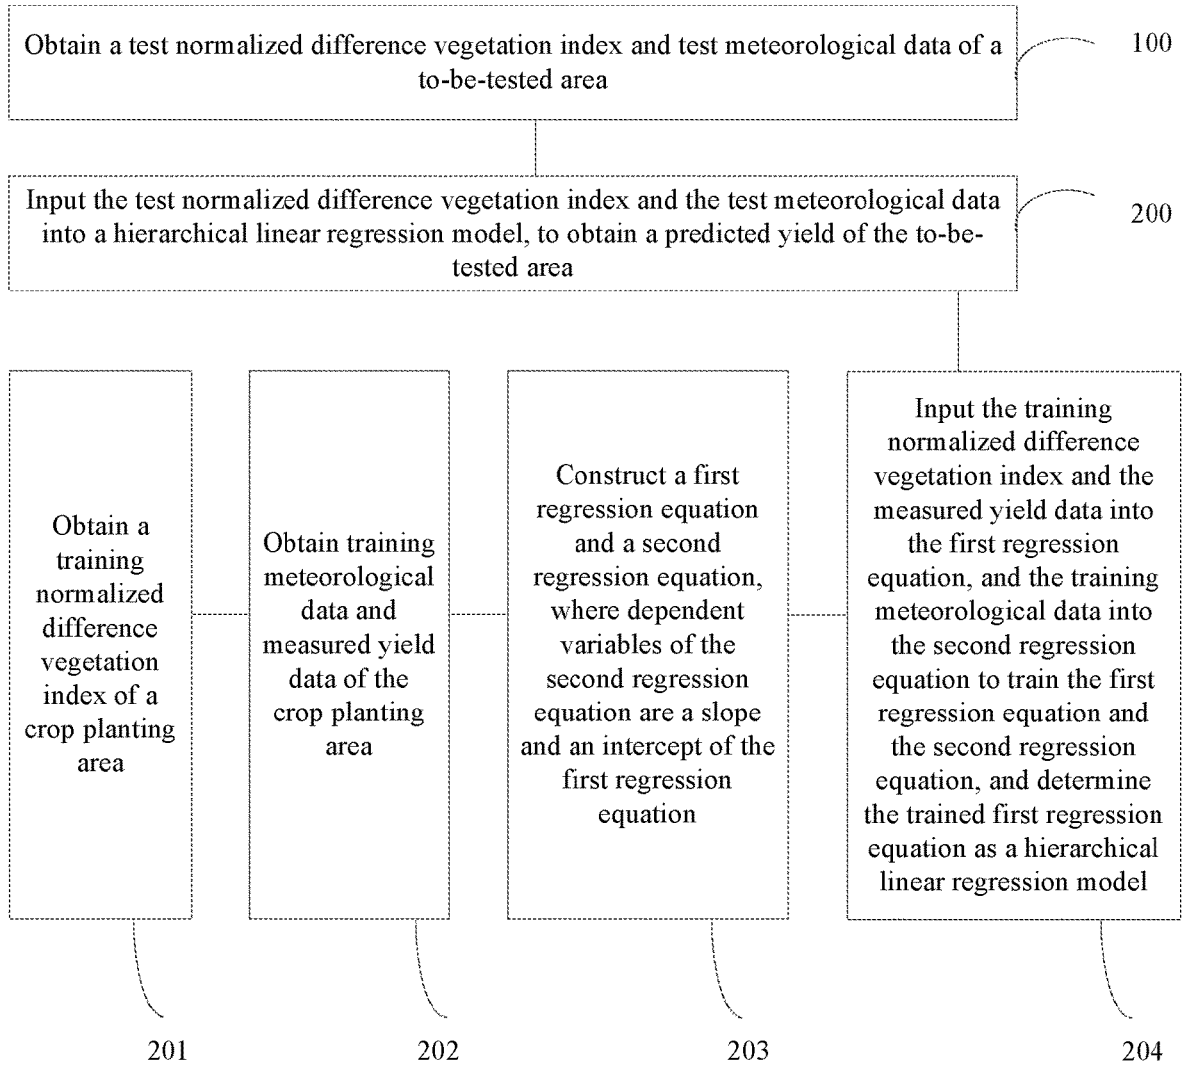 Obtain a test normalized difference vegetation index and test meteorological data of a
to-be-tested area
100
Input the test normalized difference vegetation index and the test meteorological data
into a hierarchical linear regression model, to obtain a predicted yield of the to-be-
tested area
200
Obtain a
training
normalized
difference
vegetation
index of a
crop planting
area
Obtain training
meteorological
data and
measured yield
data of the
crop planting
area
Construct a first
regression equation
and a second
regression equation,
where dependent
variables of the
second regression
equation are a slope
and an intercept of the
first regression
equation
Input the training
normalized difference
vegetation index and the
measured yield data into
the first regression
equation, and the training
meteorological data into
the second regression
equation to train the first
regression equation and
the second regression
equation, and determine
the trained first regression
equation as a hierarchical
linear regression model
201
202
203
204